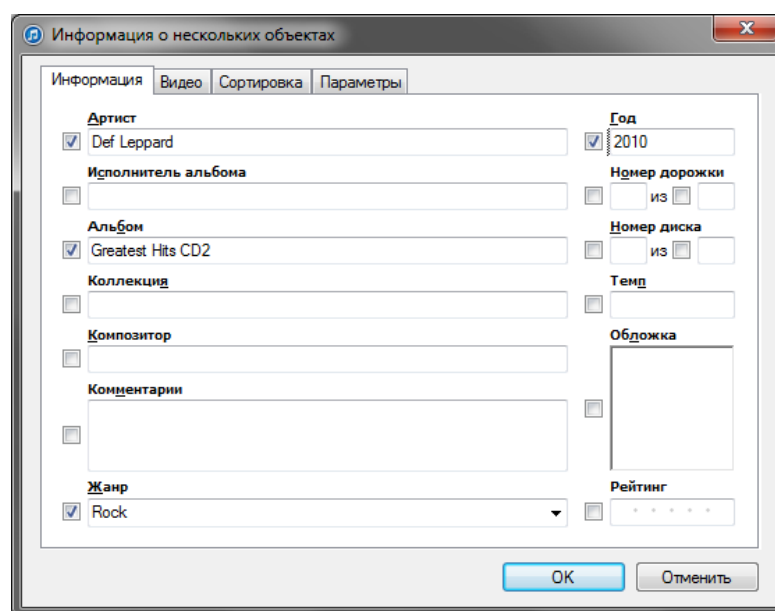 Информация о нескольких объектах
Информация Видео Сортировка Параметры
Артист Год
Def Leppard 2010
Исполнитель альбома Номер дорожки
из
Альбом Номер диска
Greatest Hits CD2 из
Коллекция Темп
Композитор Обложка
Комментарии
Жанр Рейтинг
Rock
OK Отменить